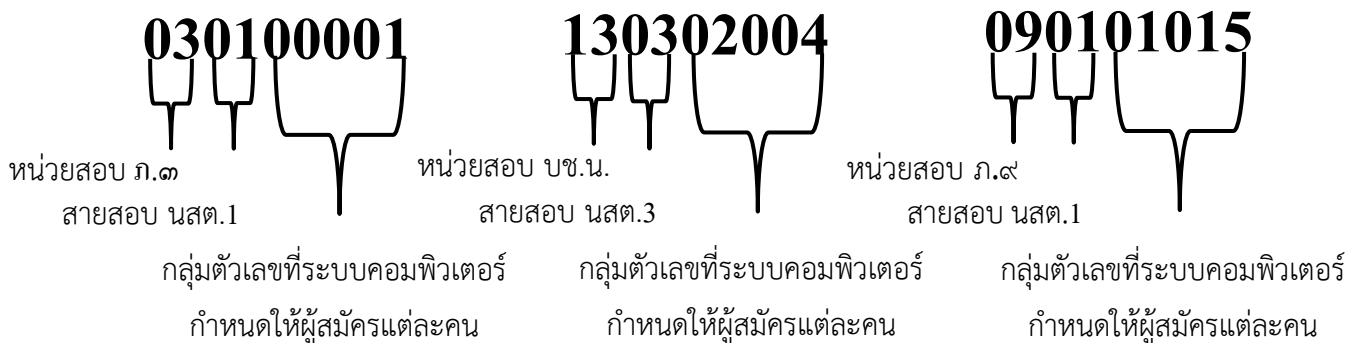 030100001
หน่วยสอบ ภ.๓
สายสอบ นสต.1
กลุ่มตัวเลขที่ระบบคอมพิวเตอร์
กำหนดให้ผู้สมัครแต่ละคน
130302004
หน่วยสอบ บช.น.
สายสอบ นสต.3
กลุ่มตัวเลขที่ระบบคอมพิวเตอร์
กำหนดให้ผู้สมัครแต่ละคน
090101015
หน่วยสอบ ภ.๙
สายสอบ นสต.1
กลุ่มตัวเลขที่ระบบคอมพิวเตอร์
กำหนดให้ผู้สมัครแต่ละคน